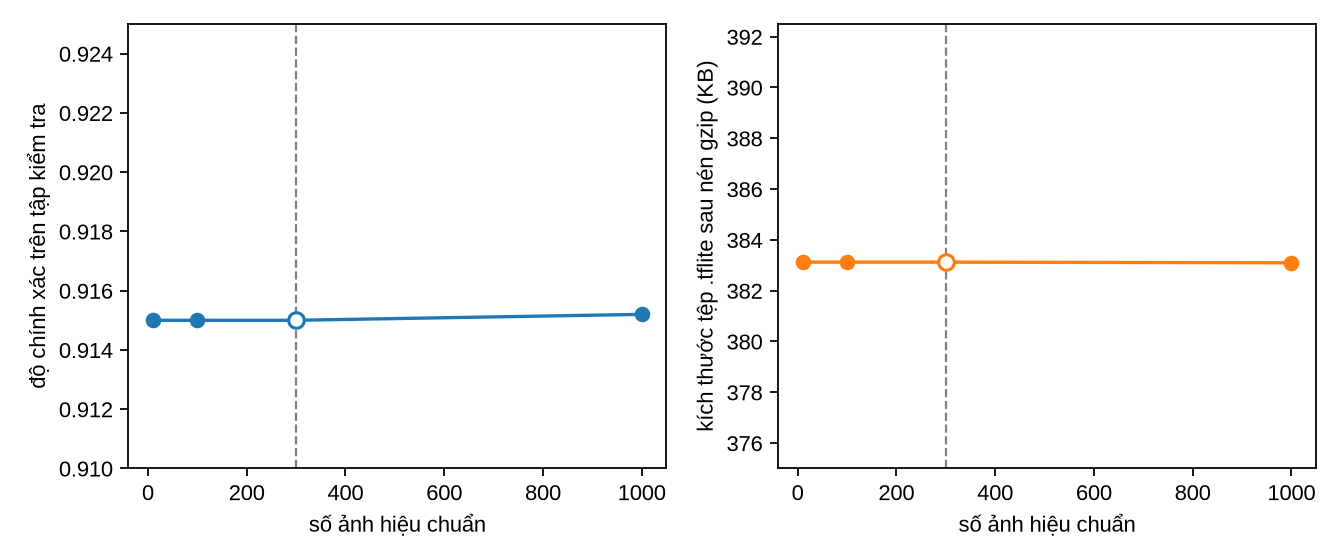 0.924
0.922
0.920
0.918
0.916
0.914
0.912
0.910
độ chính xác trên tập kiểm tra
0 200 400 600 800 1000
số ảnh hiệu chuẩn
392
390
388
386
384
382
380
378
376
kích thước tệp .tflite sau nén gzip (KB)
0 200 400 600 800 1000
số ảnh hiệu chuẩn